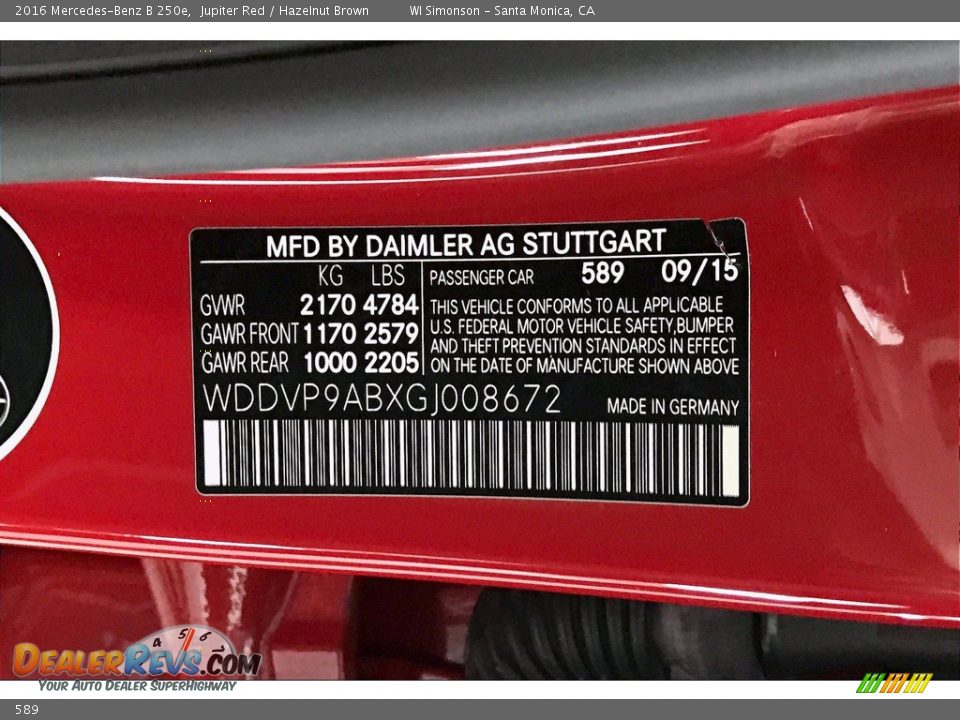 2016 Mercedes-Benz B 250e, Jupiter Red / Hazelnut Brown WI Simonson - Santa Monica, CA
MFD BY DAIMLER AG STUTTGART
KG LBS PASSENGER CAR 589 09/15
GVWR 2170 4784
GAWR FRONT 1170 2579
GAWR REAR 1000 2205
THIS VEHICLE CONFORMS TO ALL APPLICABLE
U.S. FEDERAL MOTOR VEHICLE SAFETY,BUMPER
AND THEFT PREVENTION STANDARDS IN EFFECT
ON THE DATE OF MANUFACTURE SHOWN ABOVE
WDDVP9ABXGJ008672 MADE IN GERMANY
4 5 6
DEALERREVS.COM
YOUR AUTO DEALER SUPERHIGHWAY
589